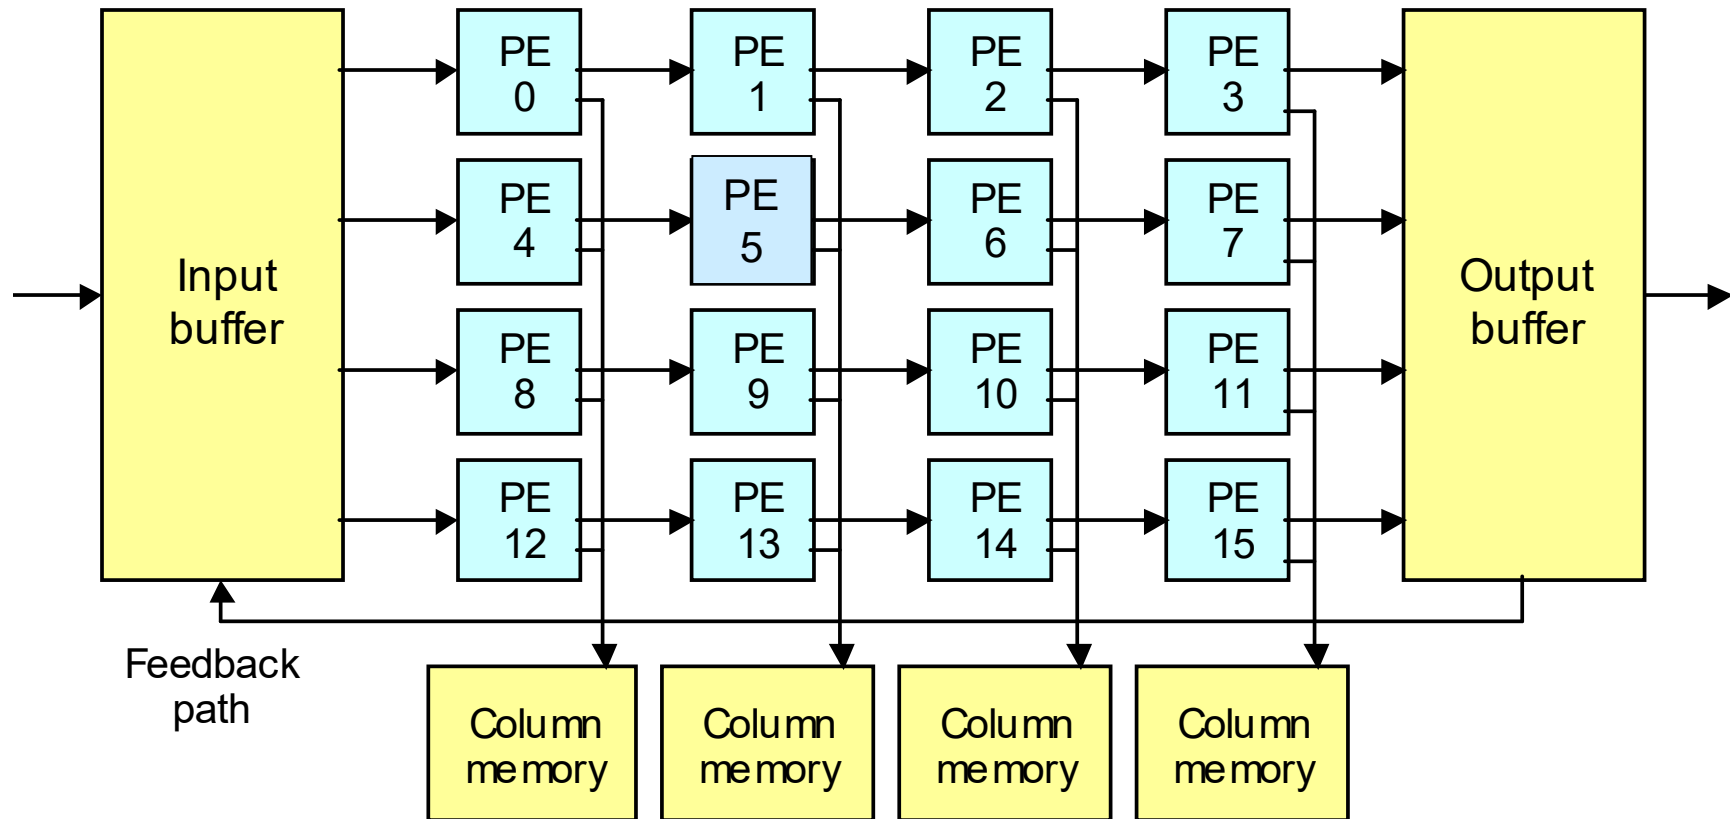 Input
buffer
PE
0
PE
1
PE
2
PE
3
PE
4
PE
5
PE
6
PE
7
PE
8
PE
9
PE
10
PE
11
PE
12
PE
13
PE
14
PE
15
Output
buffer
Feedback
path
Column
memory
Column
memory
Column
memory
Column
memory